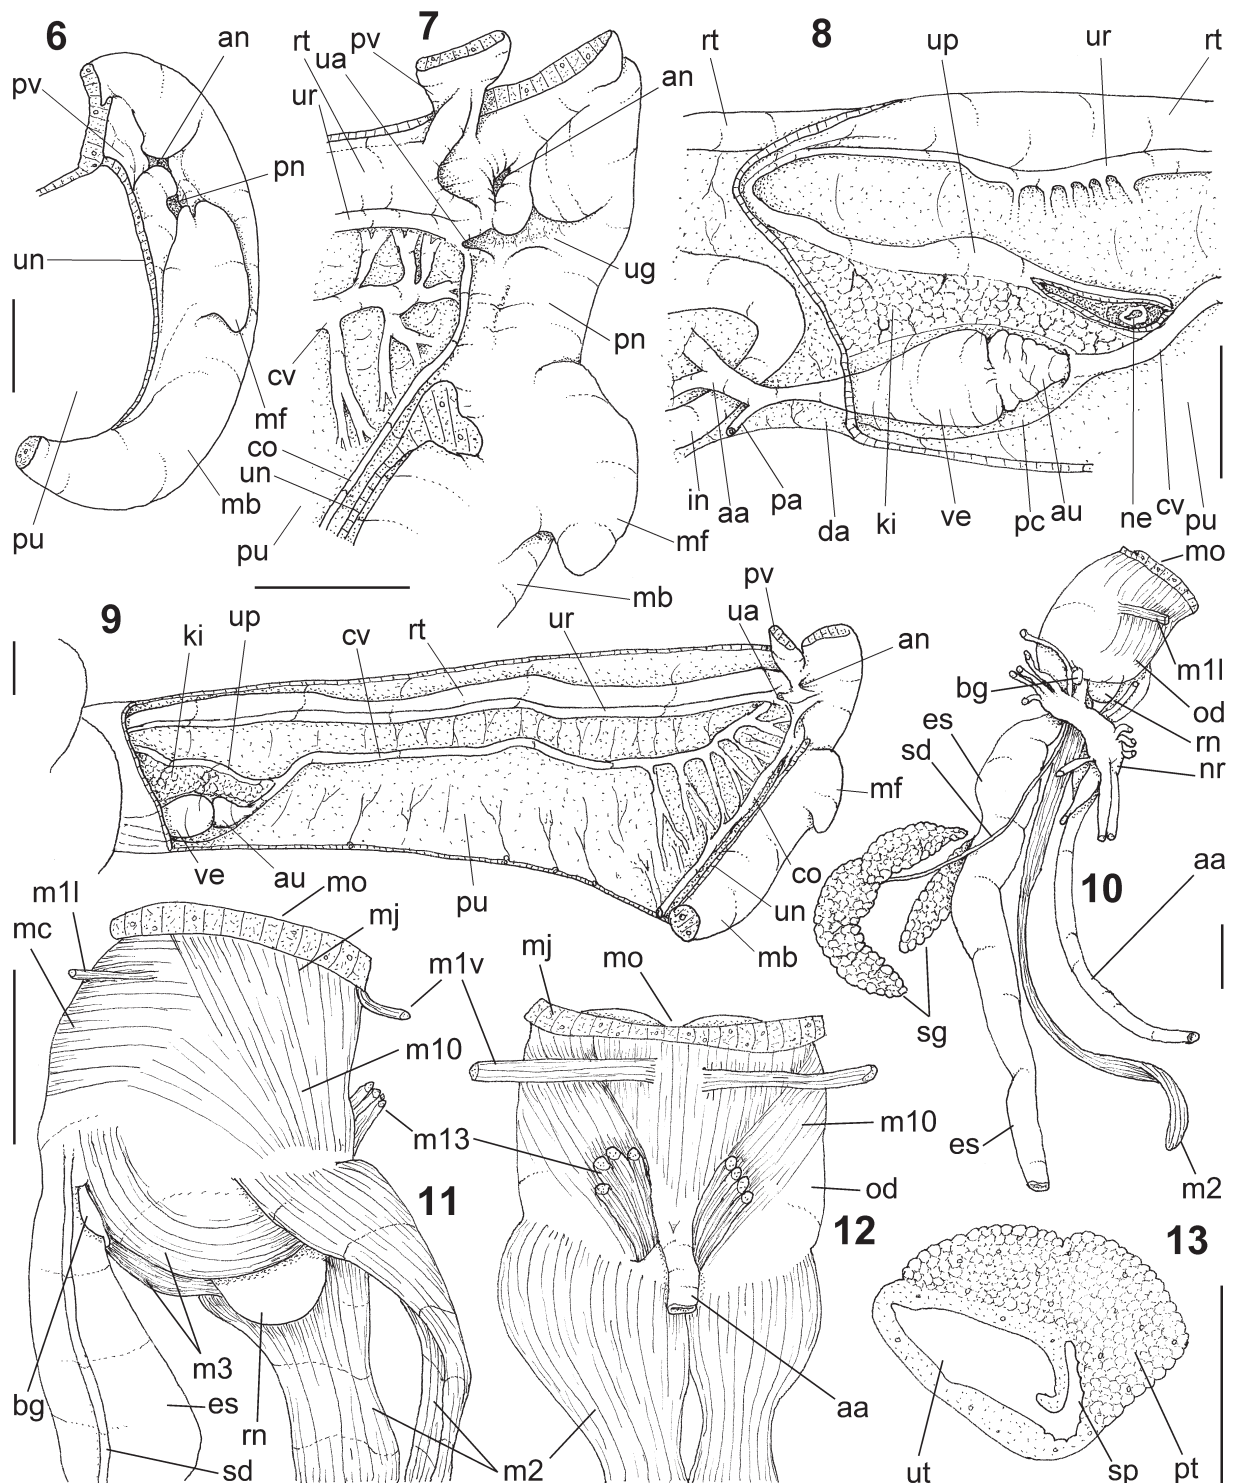 6
an
pv
pn
un
mf
mb
pu
7
rt
pv
ua
ur
an
ug
pn
cv
co
un
pu
mf
mb
8
rt
up
ur
rt
in
aa
pa
da
ki
ve
pc
au
ne
cv
pu
9
ki
up
cv
rt
ur
ua
pv
an
mf
ve
au
pu
co
un
mb
10
mo
m1l
od
rn
nr
bg
es
sd
aa
sg
es
m2
11
m1l
mc
mo
mj
m1v
m10
m13
m3
bg
es
rn
sd
m2
12
mj
mo
m10
od
aa
13
ut
sp
pt